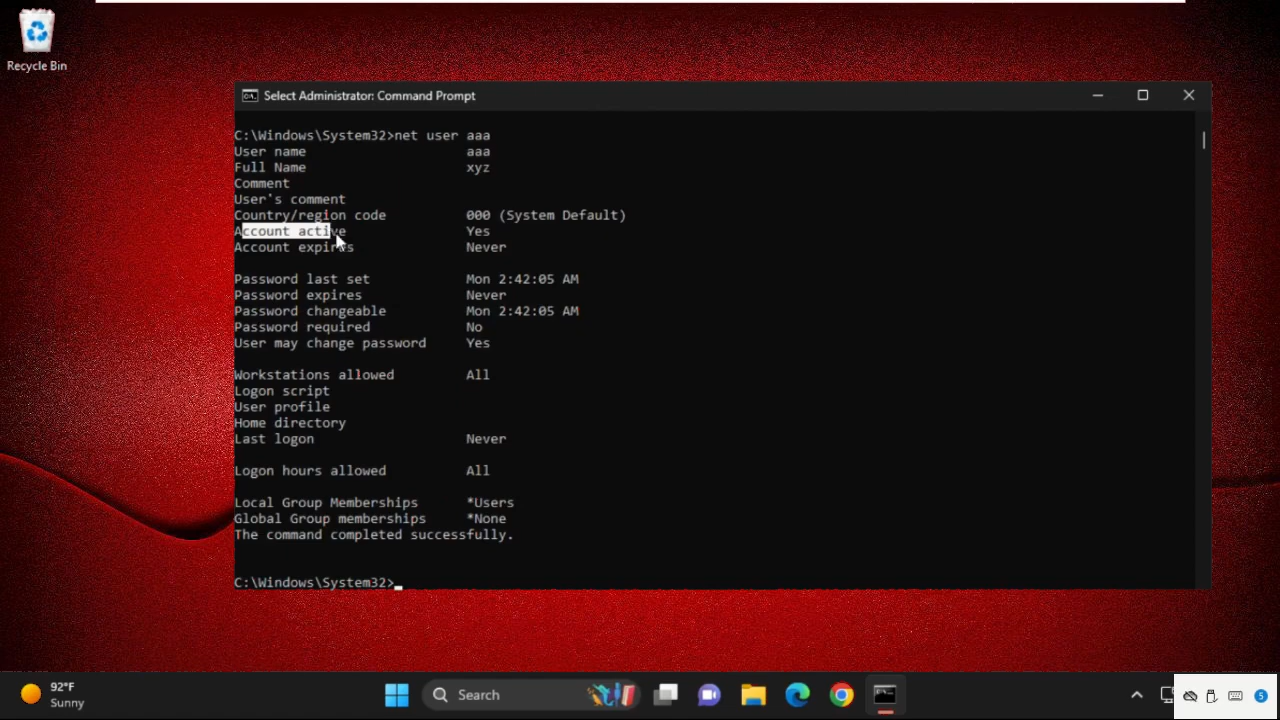 Recycle Bin
Select Administrator: Command Prompt
C:\Windows\System32>net user aaa
User name aaa
Full Name xyz
Comment
User's comment
Country/region code 000 (System Default)
Account active Yes
Account expires Never
Password last set Mon 2:42:05 AM
Password expires Never
Password changeable Mon 2:42:05 AM
Password required No
User may change password Yes
Workstations allowed All
Logon script
User profile
Home directory
Last logon Never
Logon hours allowed All
Local Group Memberships *Users
Global Group memberships *None
The command completed successfully.
C:\Windows\System32>
92°F
Sunny
Search
5